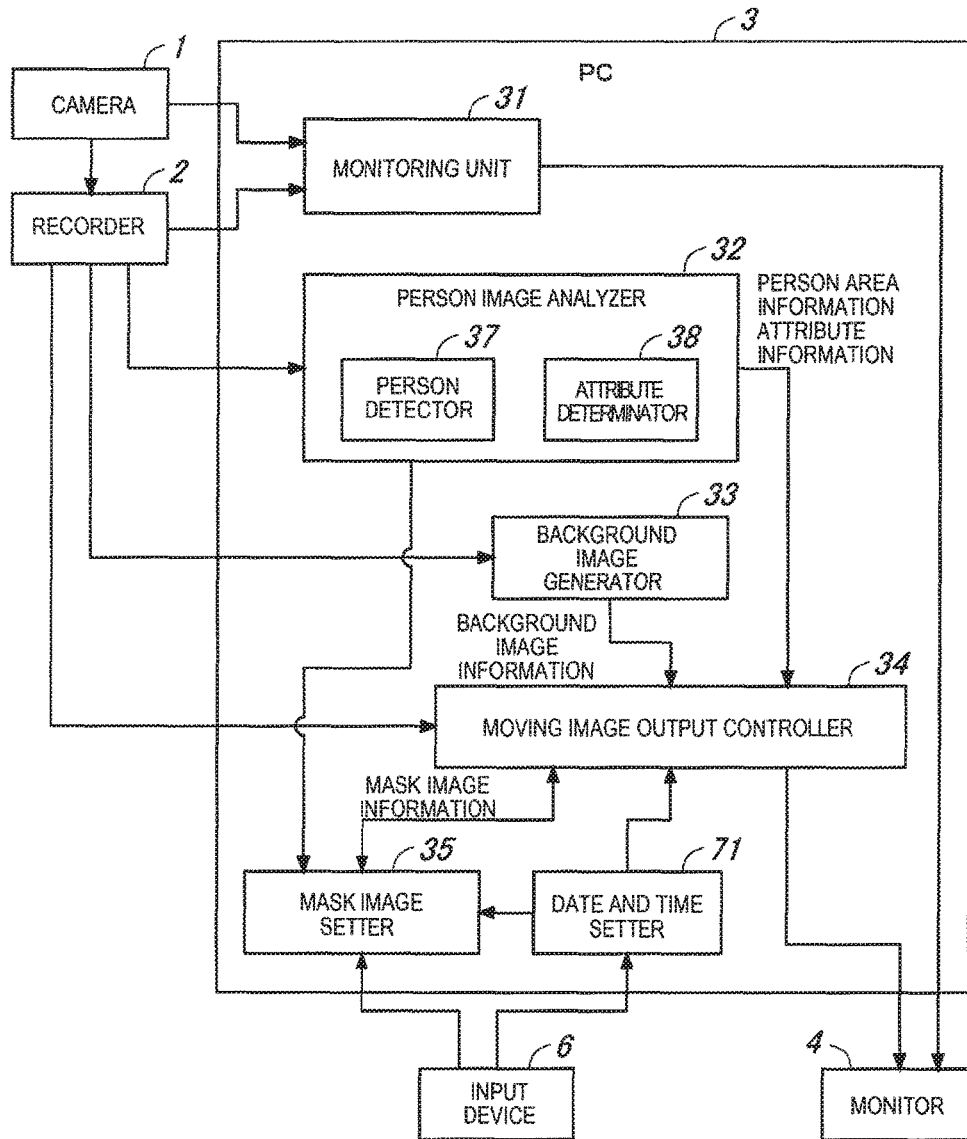 3
PC
1
CAMERA
31
MONITORING UNIT
2
RECORDER
32
PERSON IMAGE ANALYZER
PERSON AREA
INFORMATION
ATTRIBUTE
INFORMATION
37
PERSON
DETECTOR
38
ATTRIBUTE
DETERMINATOR
33
BACKGROUND
IMAGE
GENERATOR
BACKGROUND
IMAGE
INFORMATION
34
MOVING IMAGE OUTPUT CONTROLLER
MASK IMAGE
INFORMATION
35
MASK IMAGE
SETTER
71
DATE AND TIME
SETTER
6
INPUT
DEVICE
4
MONITOR